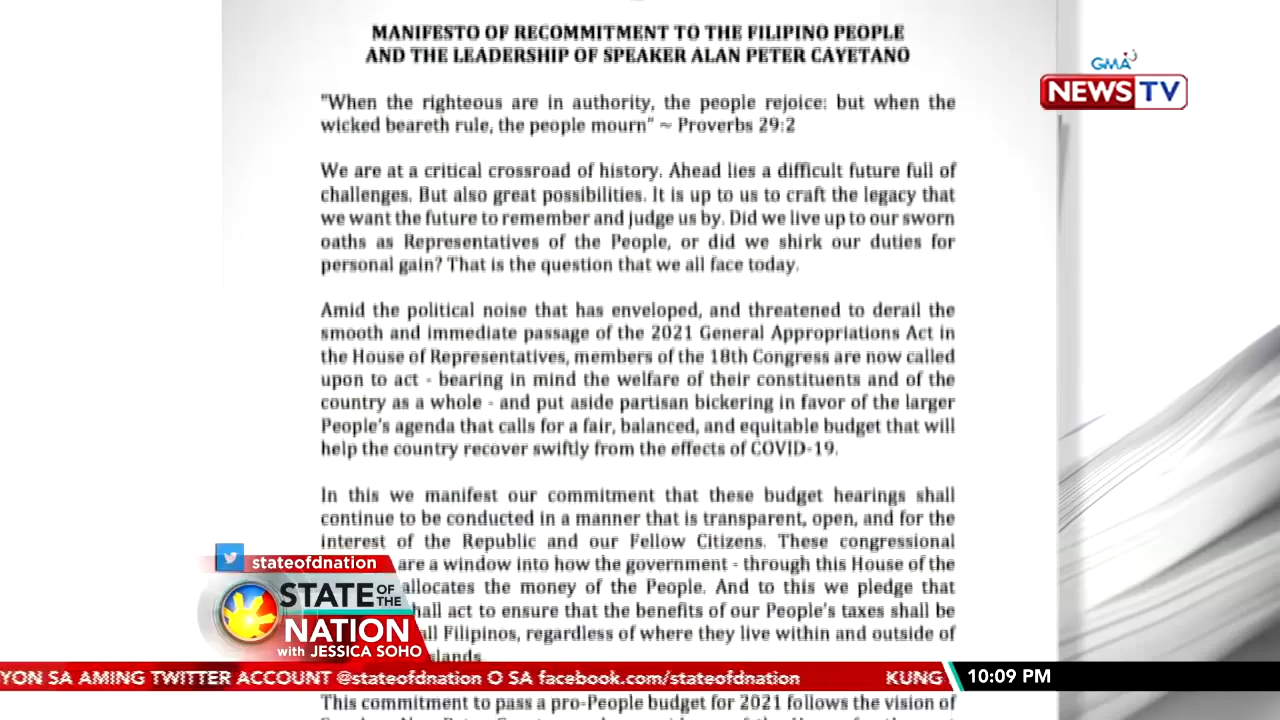 MANIFESTO OF RECOMMITMENT TO THE FILIPINO PEOPLE
AND THE LEADERSHIP OF SPEAKER ALAN PETER CAYETANO
GMA
NEWS TV
"When the righteous are in authority, the people rejoice: but when the
wicked beareth rule, the people mourn" ~ Proverbs 29:2
We are at a critical crossroad of history. Ahead lies a difficult future full of
challenges. But also great possibilities. It is up to us to craft the legacy that
we want the future to remember and judge us by. Did we live up to our sworn
oaths as Representatives of the People, or did we shirk our duties for
personal gain? That is the question that we all face today.
Amid the political noise that has enveloped, and threatened to derail the
smooth and immediate passage of the 2021 General Appropriations Act in
the House of Representatives, members of the 18th Congress are now called
upon to act - bearing in mind the welfare of their constituents and of the
country as a whole - and put aside partisan bickering in favor of the larger
People's agenda that calls for a fair, balanced, and equitable budget that will
help the country recover swiftly from the effects of COVID-19.
In this we manifest our commitment that these budget hearings shall
continue to be conducted in a manner that is transparent, open, and for the
interest of the Republic and our Fellow Citizens. These congressional
are a window into how the government - through this House of the
allocates the money of the People. And to this we pledge that
hall act to ensure that the benefits of our People's taxes shall be
all Filipinos, regardless of where they live within and outside of
slands.
stateofdnation
STATE OF THE
NATION
with JESSICA SOHO
YON SA AMING TWITTER ACCOUNT @stateofdnation O SA facebook.com/stateofdnation KUNG
10:09 PM
This commitment to pass a pro-People budget for 2021 follows the vision of